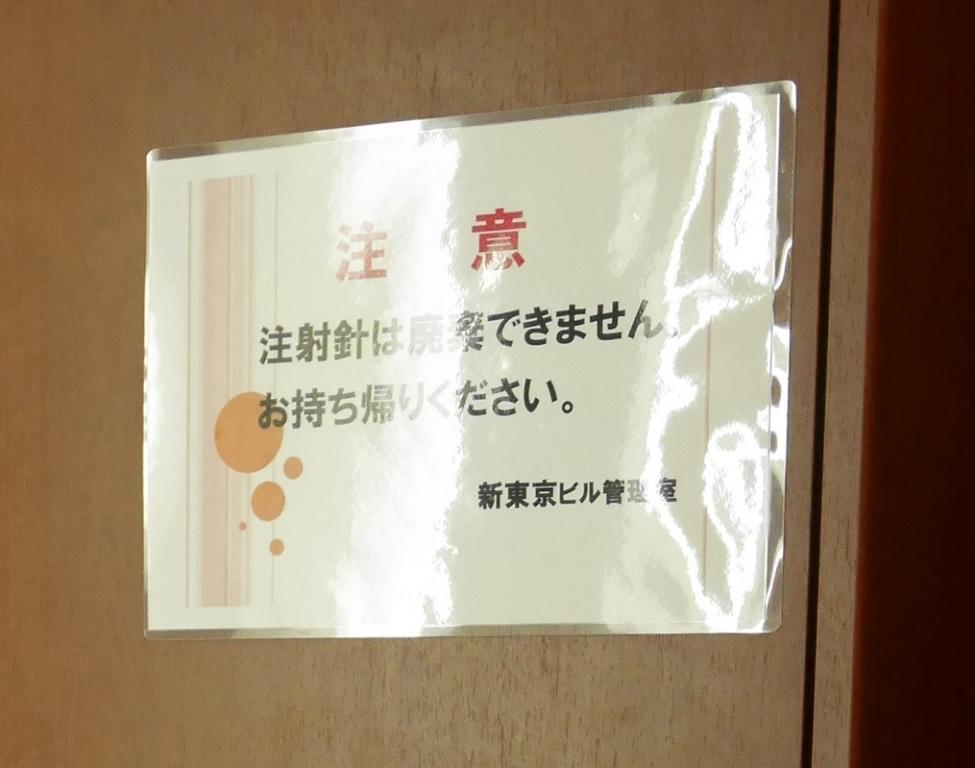 注 意
注射針は廃棄できません。
お持ち帰りください。
新東京ビル管理室